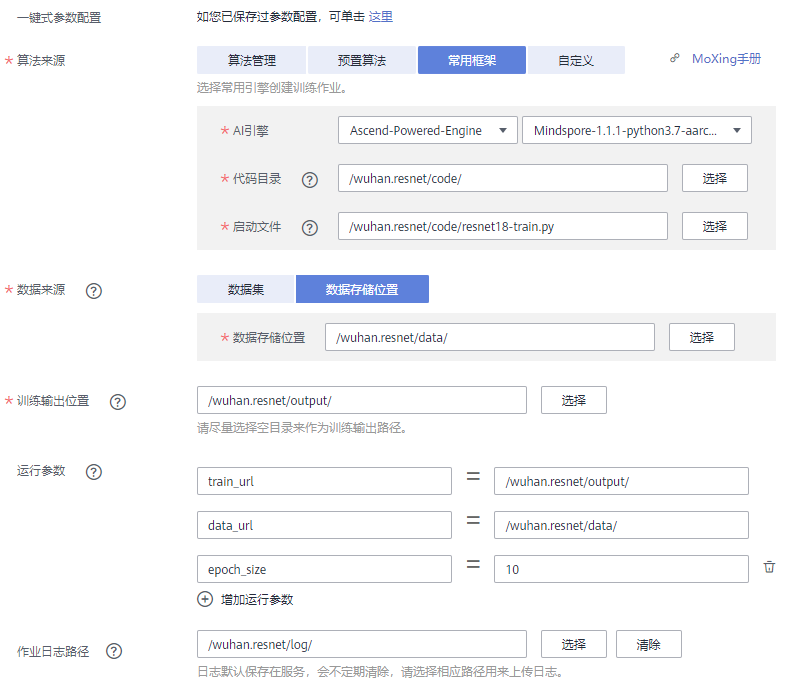 一键式参数配置 如您已保存过参数配置，可单击 这里
* 算法来源 算法管理 预置算法 常用框架 自定义 MoXing手册
选择常用引擎创建训练作业。
* AI引擎 Ascend-Powered-Engine Mindspore-1.1.1-python3.7-aarc...
* 代码目录 ? /wuhan.resnet/code/ 选择
* 启动文件 ? /wuhan.resnet/code/resnet18-train.py 选择
* 数据来源 ? 数据集 数据存储位置
* 数据存储位置 /wuhan.resnet/data/ 选择
* 训练输出位置 ? /wuhan.resnet/output/ 选择
请尽量选择空目录来作为训练输出路径。
运行参数 ? train_url = /wuhan.resnet/output/
data_url = /wuhan.resnet/data/
epoch_size = 10
增加运行参数
作业日志路径 ? /wuhan.resnet/log/ 选择 清除
日志默认保存在服务，会不定期清除，请选择相应路径用来上传日志。